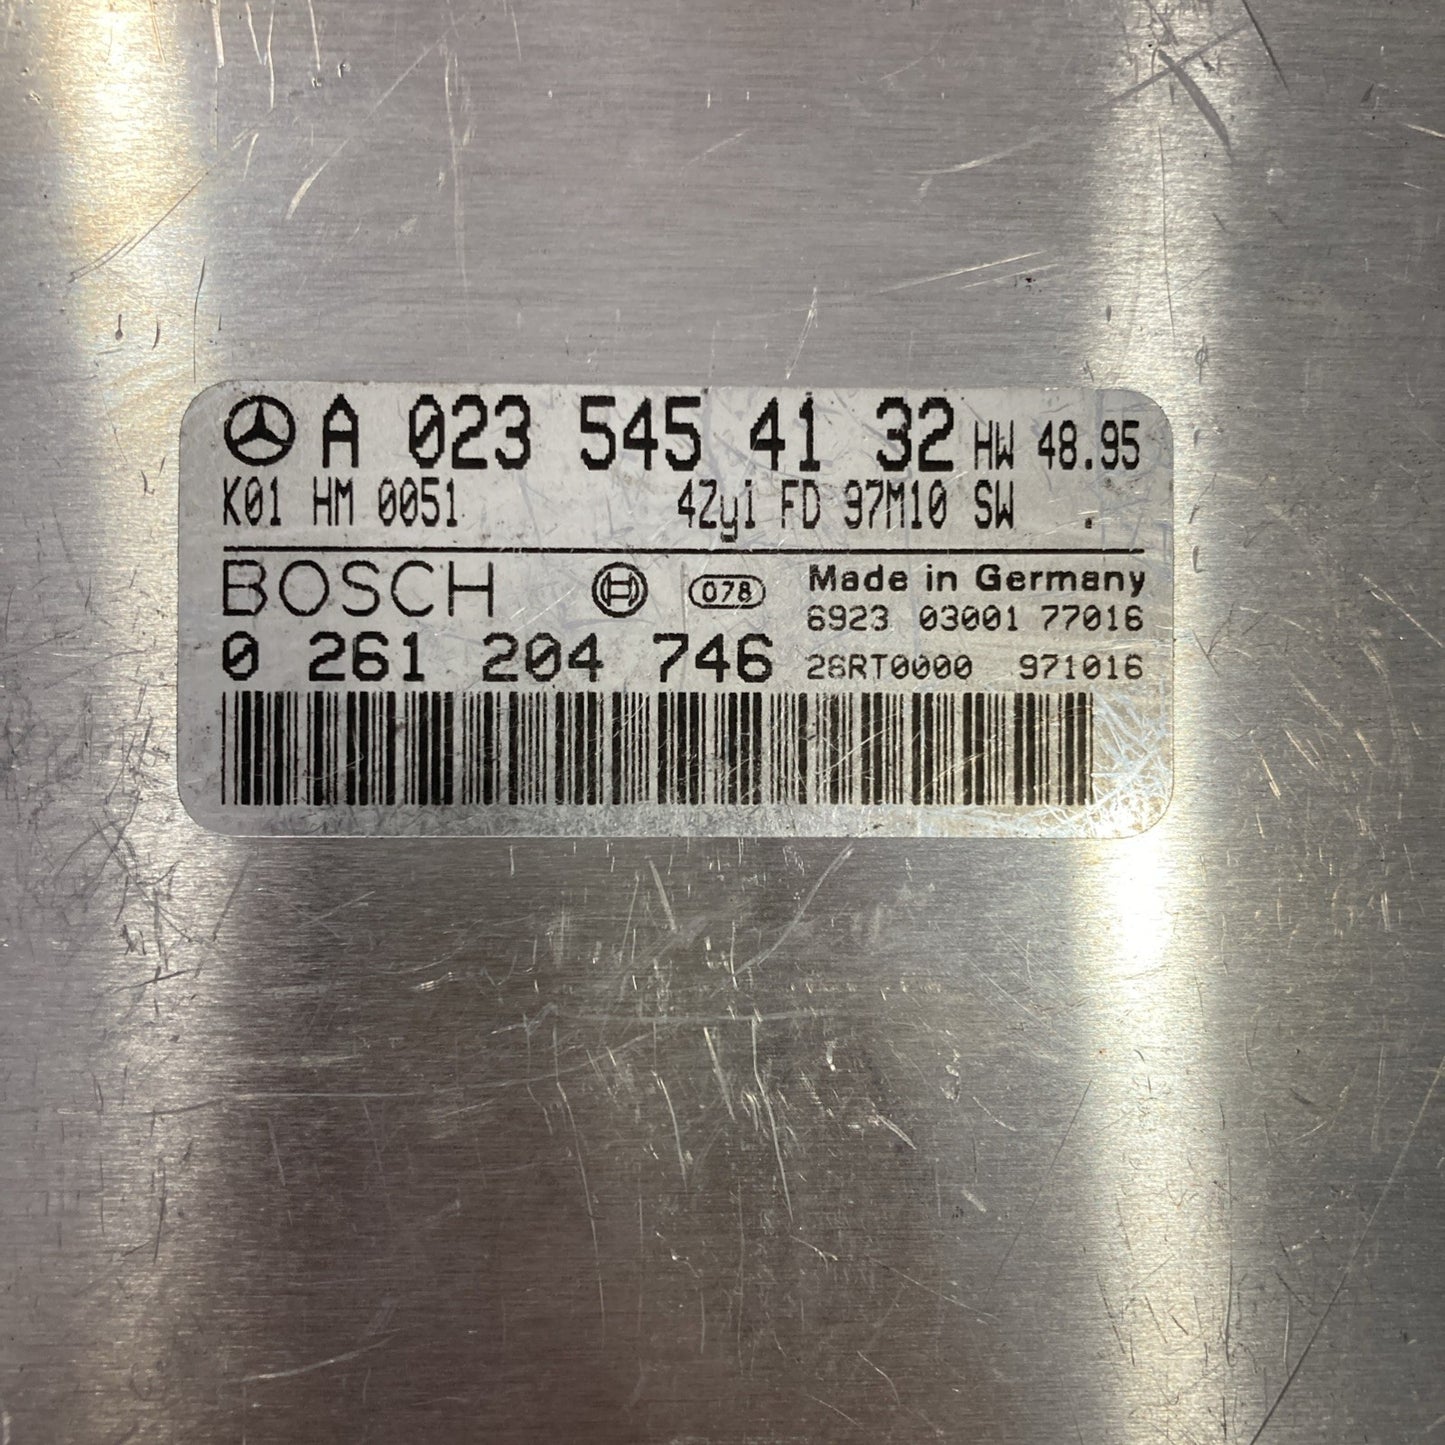 A 023 545 41 32 HW 48.95
K01 HM 0051 4Zyi FD 97M10 SW .
BOSCH H 078 Made in Germany
6923 03001 77016
0 261 204 746 26RT0000 971016